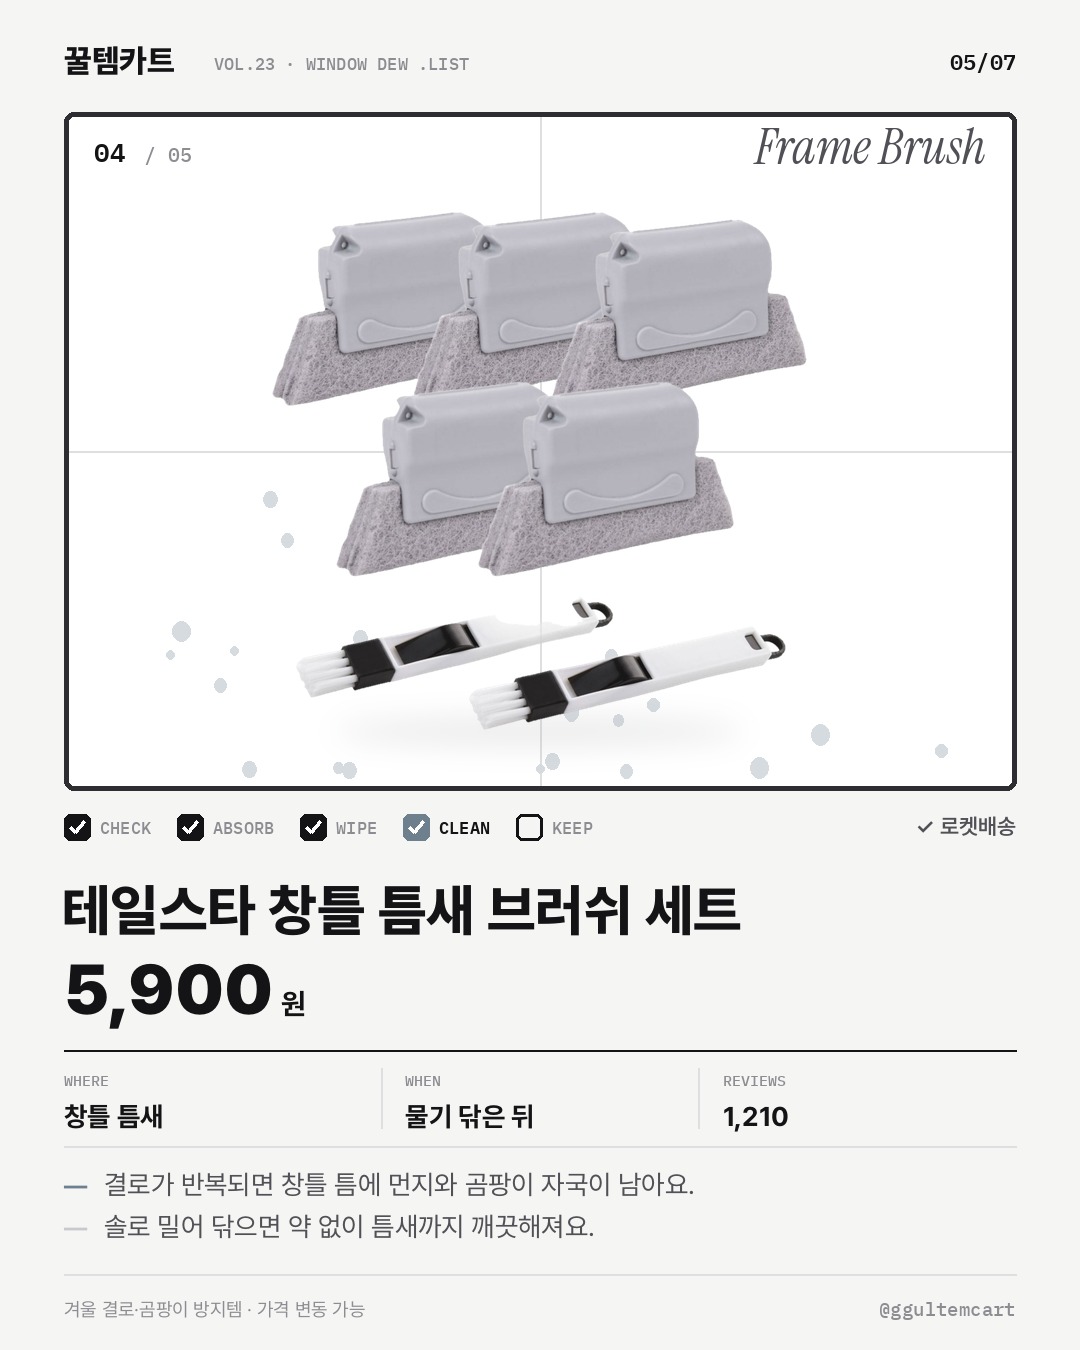 꿀템카트 VOL.23 · WINDOW DEW .LIST 05/07
04 / 05 Frame Brush
CHECK ABSORB WIPE CLEAN KEEP ✓ 로켓배송
테일스타 창틀 틈새 브러쉬 세트
5,900 원
WHERE WHEN REVIEWS
창틀 틈새 물기 닦은 뒤 1,210
— 결로가 반복되면 창틀 틈에 먼지와 곰팡이 자국이 남아요.
— 솔로 밀어 닦으면 약 없이 틈새까지 깨끗해져요.
겨울 결로·곰팡이 방지템 · 가격 변동 가능 @ggultemcart